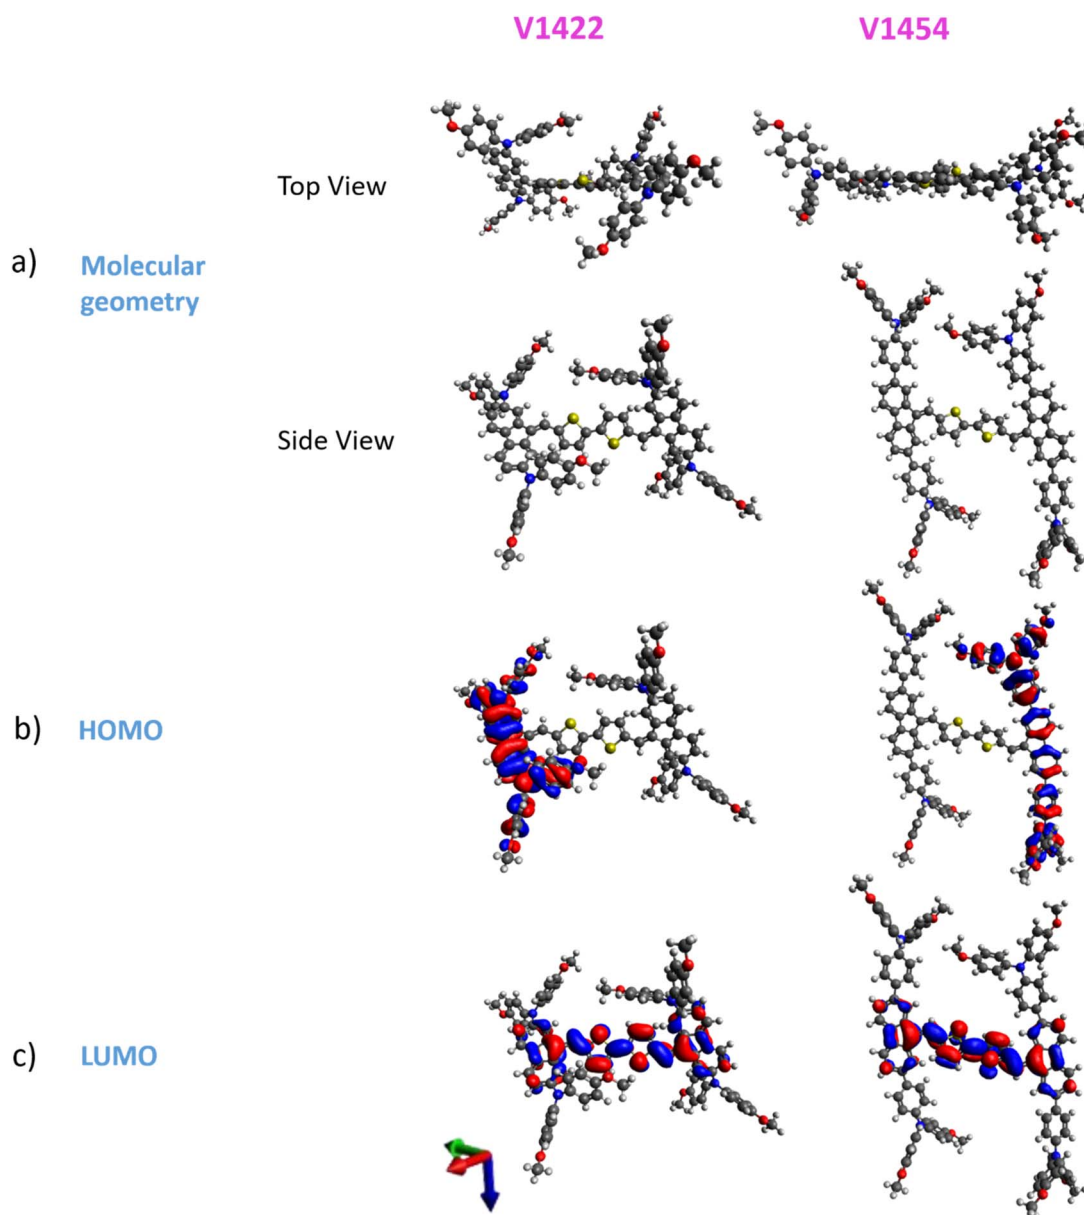 V1422 V1454
Top View
a) Molecular
geometry
Side View
b) HOMO
c) LUMO